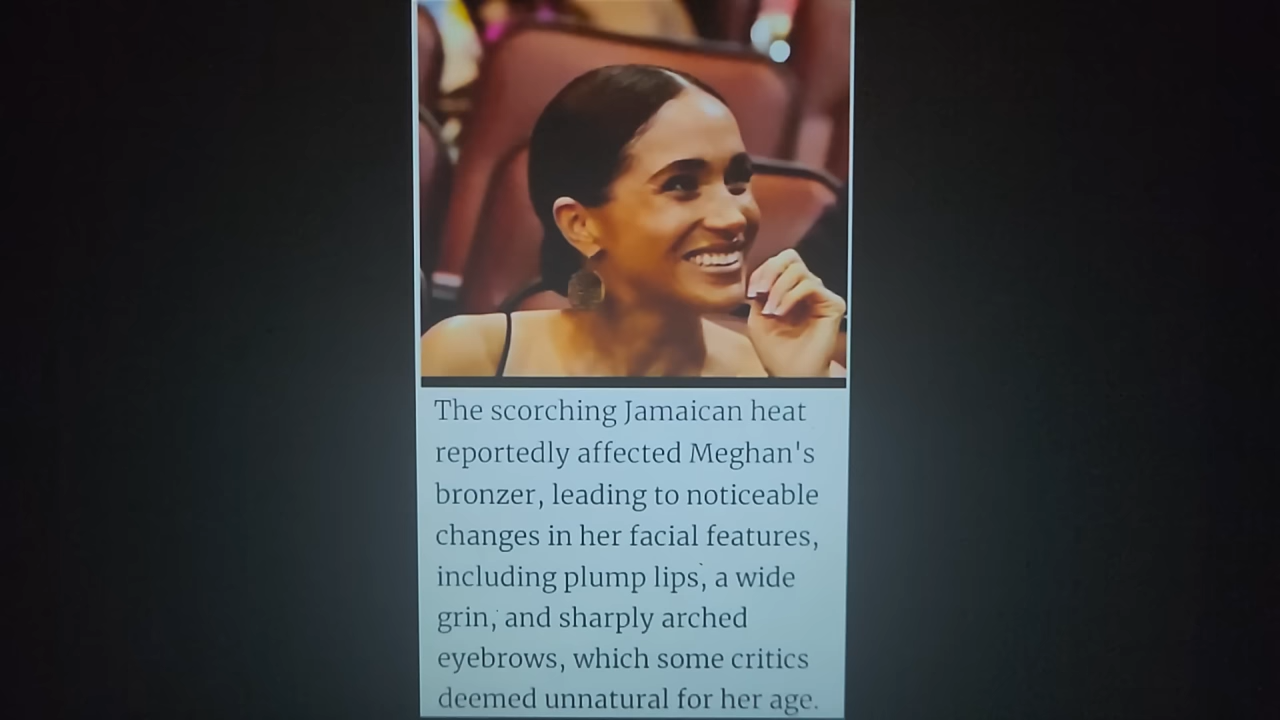 The scorching Jamaican heat
reportedly affected Meghan's
bronzer, leading to noticeable
changes in her facial features,
including plump lips, a wide
grin, and sharply arched
eyebrows, which some critics
deemed unnatural for her age.